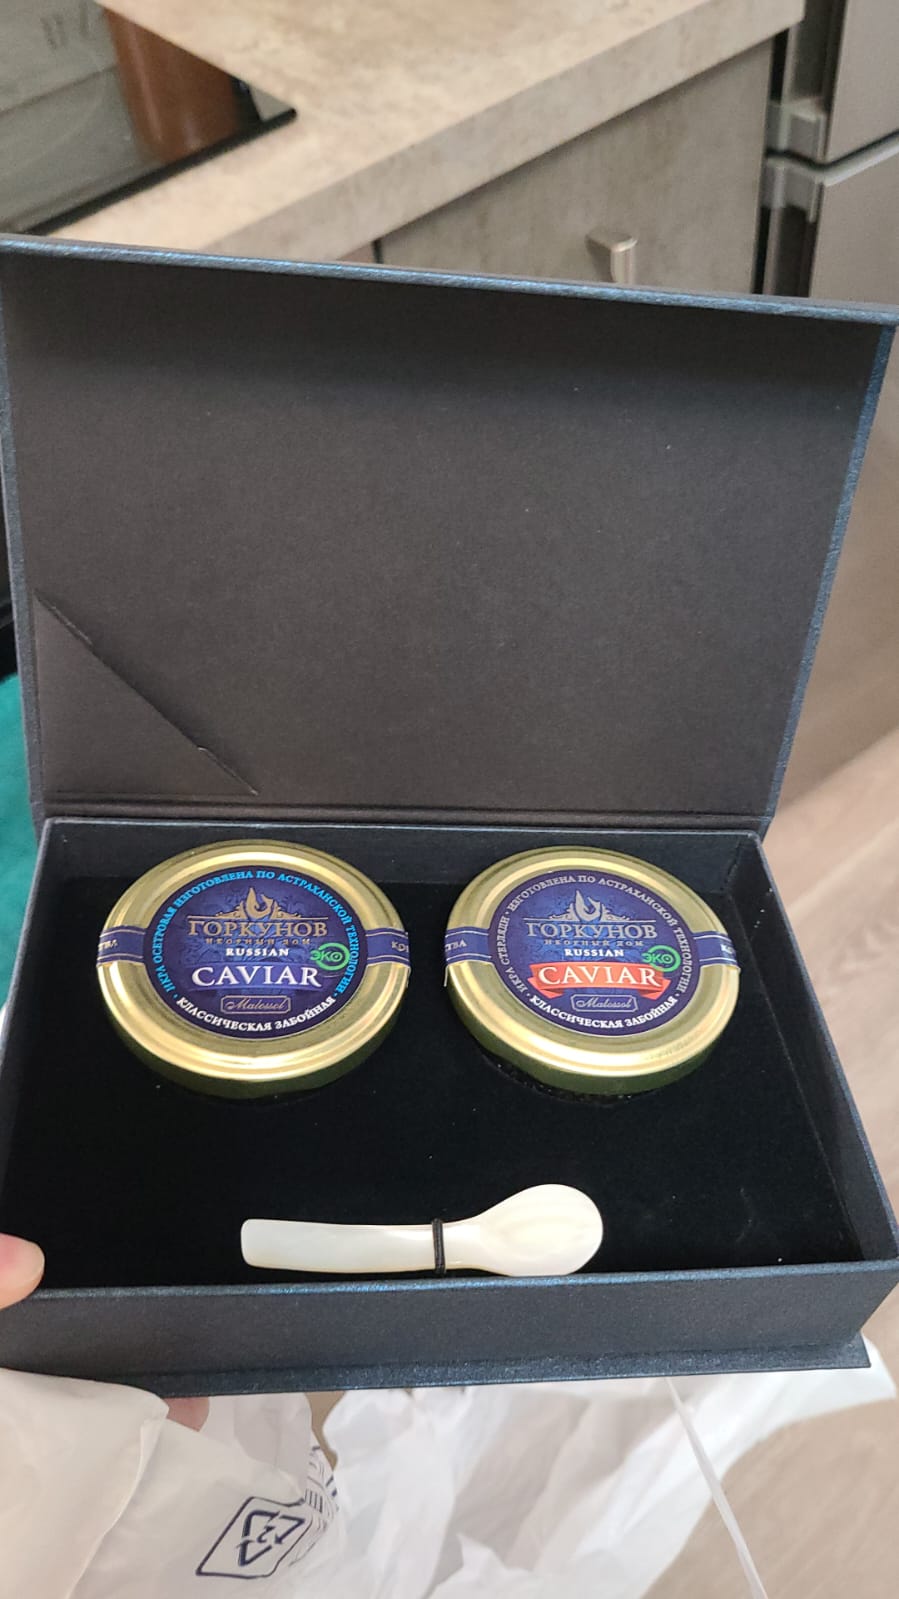 ИКРА ОСЕТРОВАЯ ИЗГОТОВЛЕНА ПО АСТРАХАНСКОЙ ТЕХНОЛОГИИ
ГОРКУНОВ
ИКОРНЫЙ ДОМ
RUSSIAN
ЭКО
CAVIAR
Malossol
КЛАССИЧЕСКАЯ ЗАБОЙНАЯ
ИКРА СТЕРЛЯДИ • ИЗГОТОВЛЕНА ПО АСТРАХАНСКОЙ ТЕХНОЛОГИИ
ГОРКУНОВ
ИКОРНЫЙ ДОМ
RUSSIAN
ЭКО
CAVIAR
Malossol
КЛАССИЧЕСКАЯ ЗАБОЙНАЯ
2